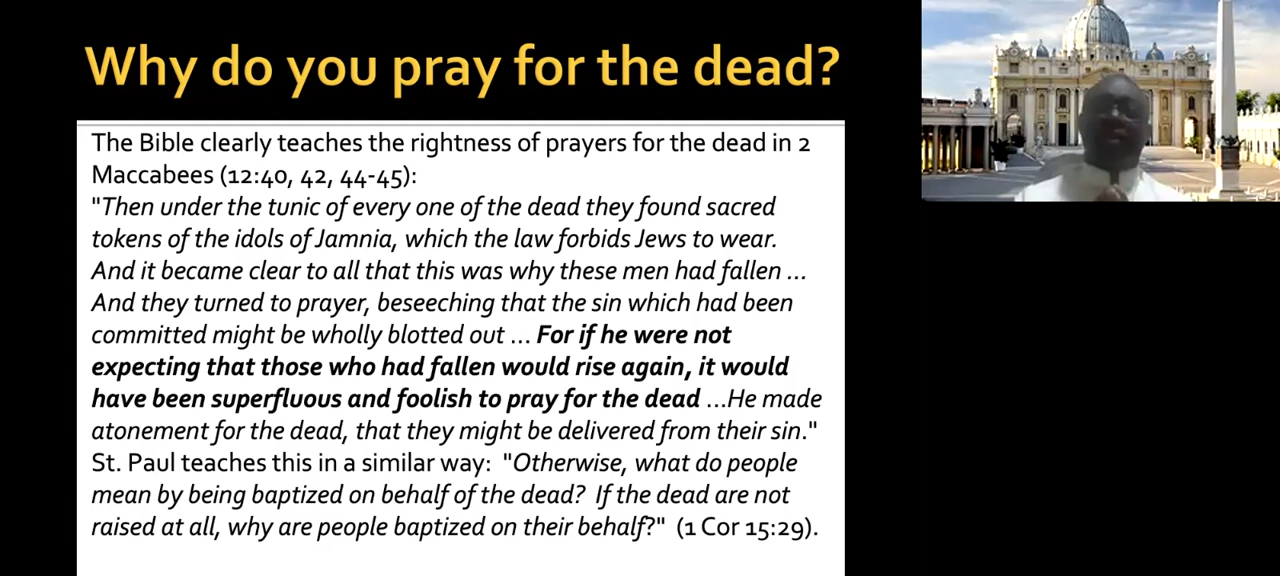 Why do you pray for the dead?
The Bible clearly teaches the rightness of prayers for the dead in 2
Maccabees (12:40, 42, 44-45):
"Then under the tunic of every one of the dead they found sacred
tokens of the idols of Jamnia, which the law forbids Jews to wear.
And it became clear to all that this was why these men had fallen ...
And they turned to prayer, beseeching that the sin which had been
committed might be wholly blotted out ... For if he were not
expecting that those who had fallen would rise again, it would
have been superfluous and foolish to pray for the dead ...He made
atonement for the dead, that they might be delivered from their sin."
St. Paul teaches this in a similar way:  "Otherwise, what do people
mean by being baptized on behalf of the dead?  If the dead are not
raised at all, why are people baptized on their behalf?"  (1 Cor 15:29).